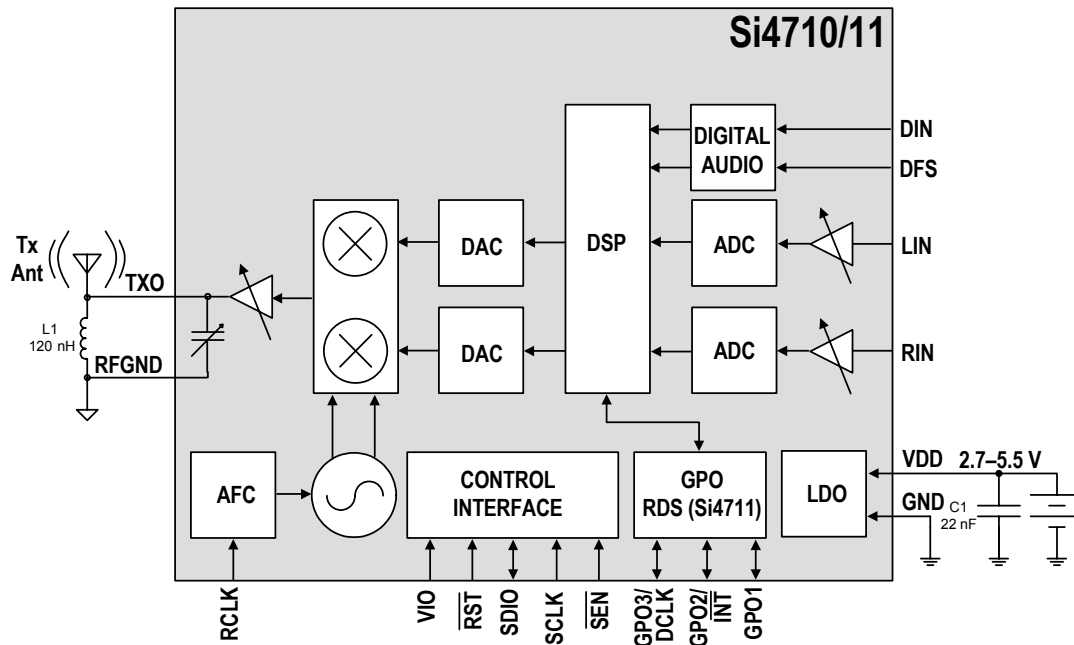 Si4710/11
DIGITAL
AUDIO
DIN
DFS
DSP
DAC
ADC
LIN
Tx
Ant
TXO
L1
120 nH
RFGND
DAC
ADC
RIN
AFC
CONTROL
INTERFACE
GPO
RDS (Si4711)
LDO
VDD
2.7–5.5 V
GND
C1
22 nF
RCLK
VIO
RST
SDIO
SCLK
SEN
GPO3/
DCLK
GPO2/
INT
GPO1